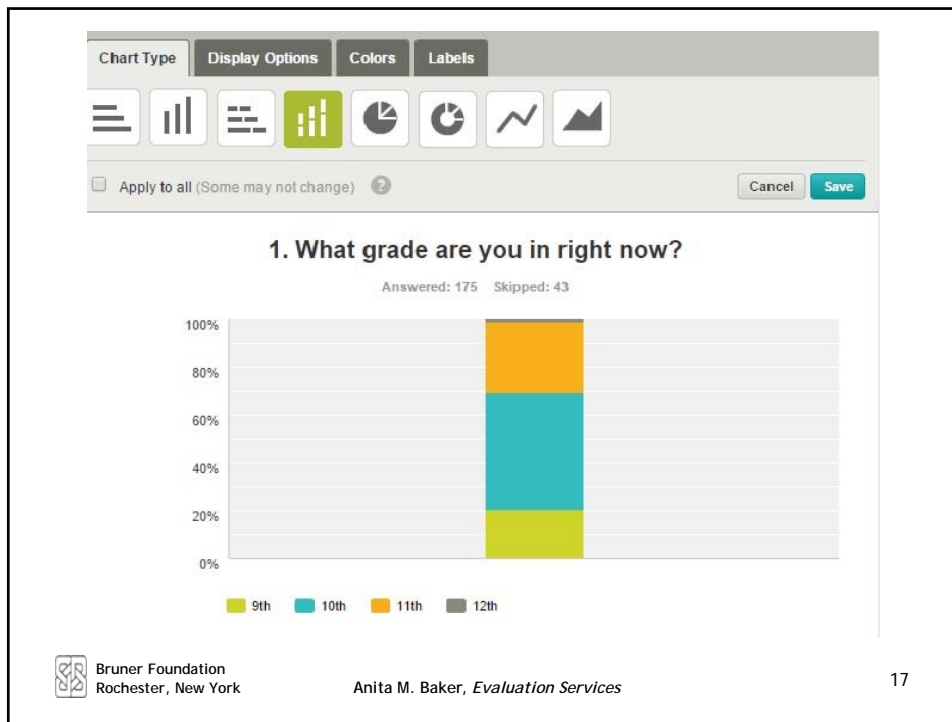 Chart Type Display Options Colors Labels
Apply to all (Some may not change) ?
Cancel Save
1. What grade are you in right now?
Answered: 175 Skipped: 43
100%
80%
60%
40%
20%
0%
9th 10th 11th 12th
Bruner Foundation
Rochester, New York
Anita M. Baker, Evaluation Services
17